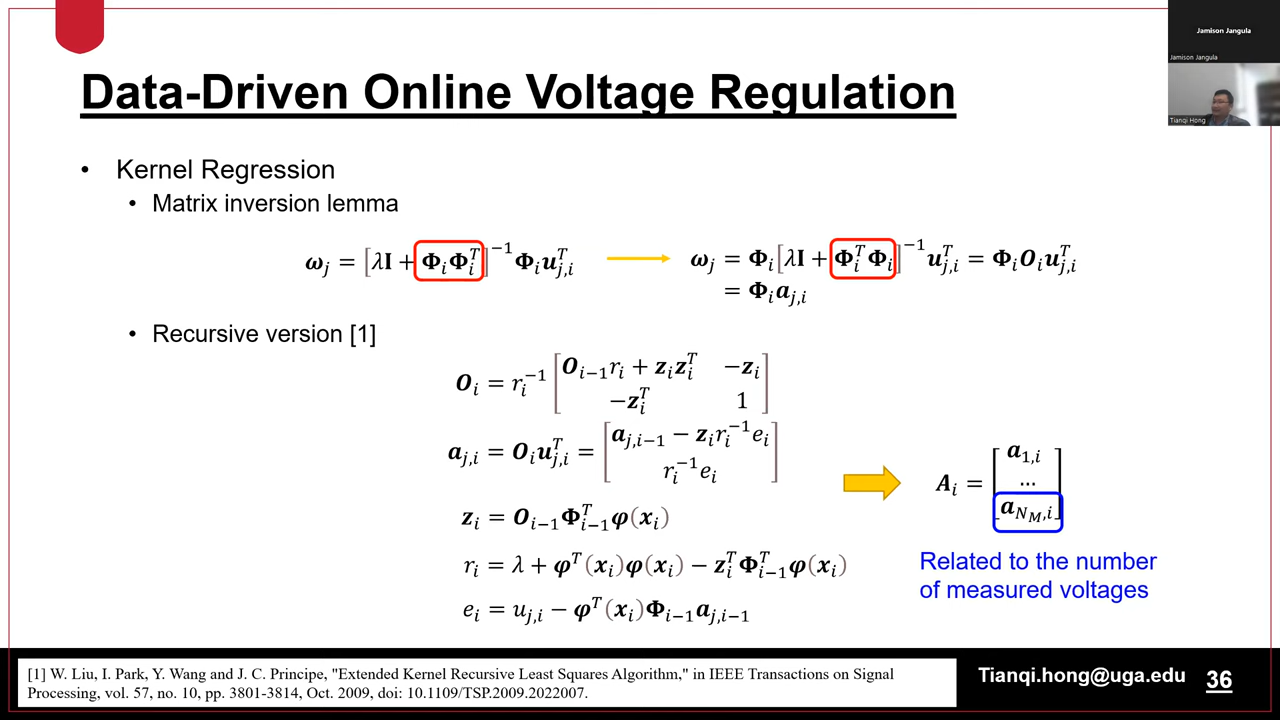 Jamison Jangula
Jamison Jangula
Tianqi Hong
Data-Driven Online Voltage Regulation
• Kernel Regression
• Matrix inversion lemma
𝝎_j = [λI + Φ_iΦ_i^T]^−1 Φ_i u_{j,i}^T → 𝝎_j = Φ_i[λI + Φ_i^TΦ_i]^−1 u_{j,i}^T = Φ_i O_i u_{j,i}^T
= Φ_i a_{j,i}
• Recursive version [1]
O_i = r_i^−1 [O_{i−1}r_i + z_i z_i^T   −z_i
−z_i^T   1]
a_{j,i} = O_i u_{j,i}^T = [a_{j,i−1} − z_i r_i^−1 e_i
r_i^−1 e_i]
z_i = O_{i−1}Φ_{i−1}^T φ(x_i)
r_i = λ + φ^T(x_i)φ(x_i) − z_i^T Φ_{i−1}^T φ(x_i)
e_i = u_{j,i} − φ^T(x_i)Φ_{i−1}a_{j,i−1}
A_i = [a_{1,i}
...
a_{N_M,i}]
Related to the number
of measured voltages
[1] W. Liu, I. Park, Y. Wang and J. C. Principe, "Extended Kernel Recursive Least Squares Algorithm," in IEEE Transactions on Signal
Processing, vol. 57, no. 10, pp. 3801-3814, Oct. 2009, doi: 10.1109/TSP.2009.2022007.
Tianqi.hong@uga.edu 36